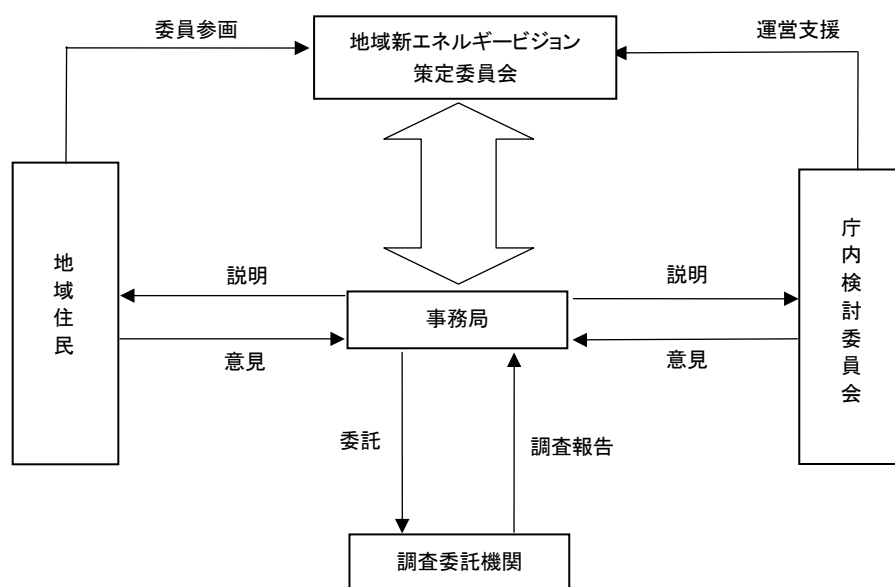 委員参画
地域新エネルギービジョン
策定委員会
運営支援
地域住民
庁内検討委員会
説明
説明
事務局
意見
意見
委託
調査報告
調査委託機関